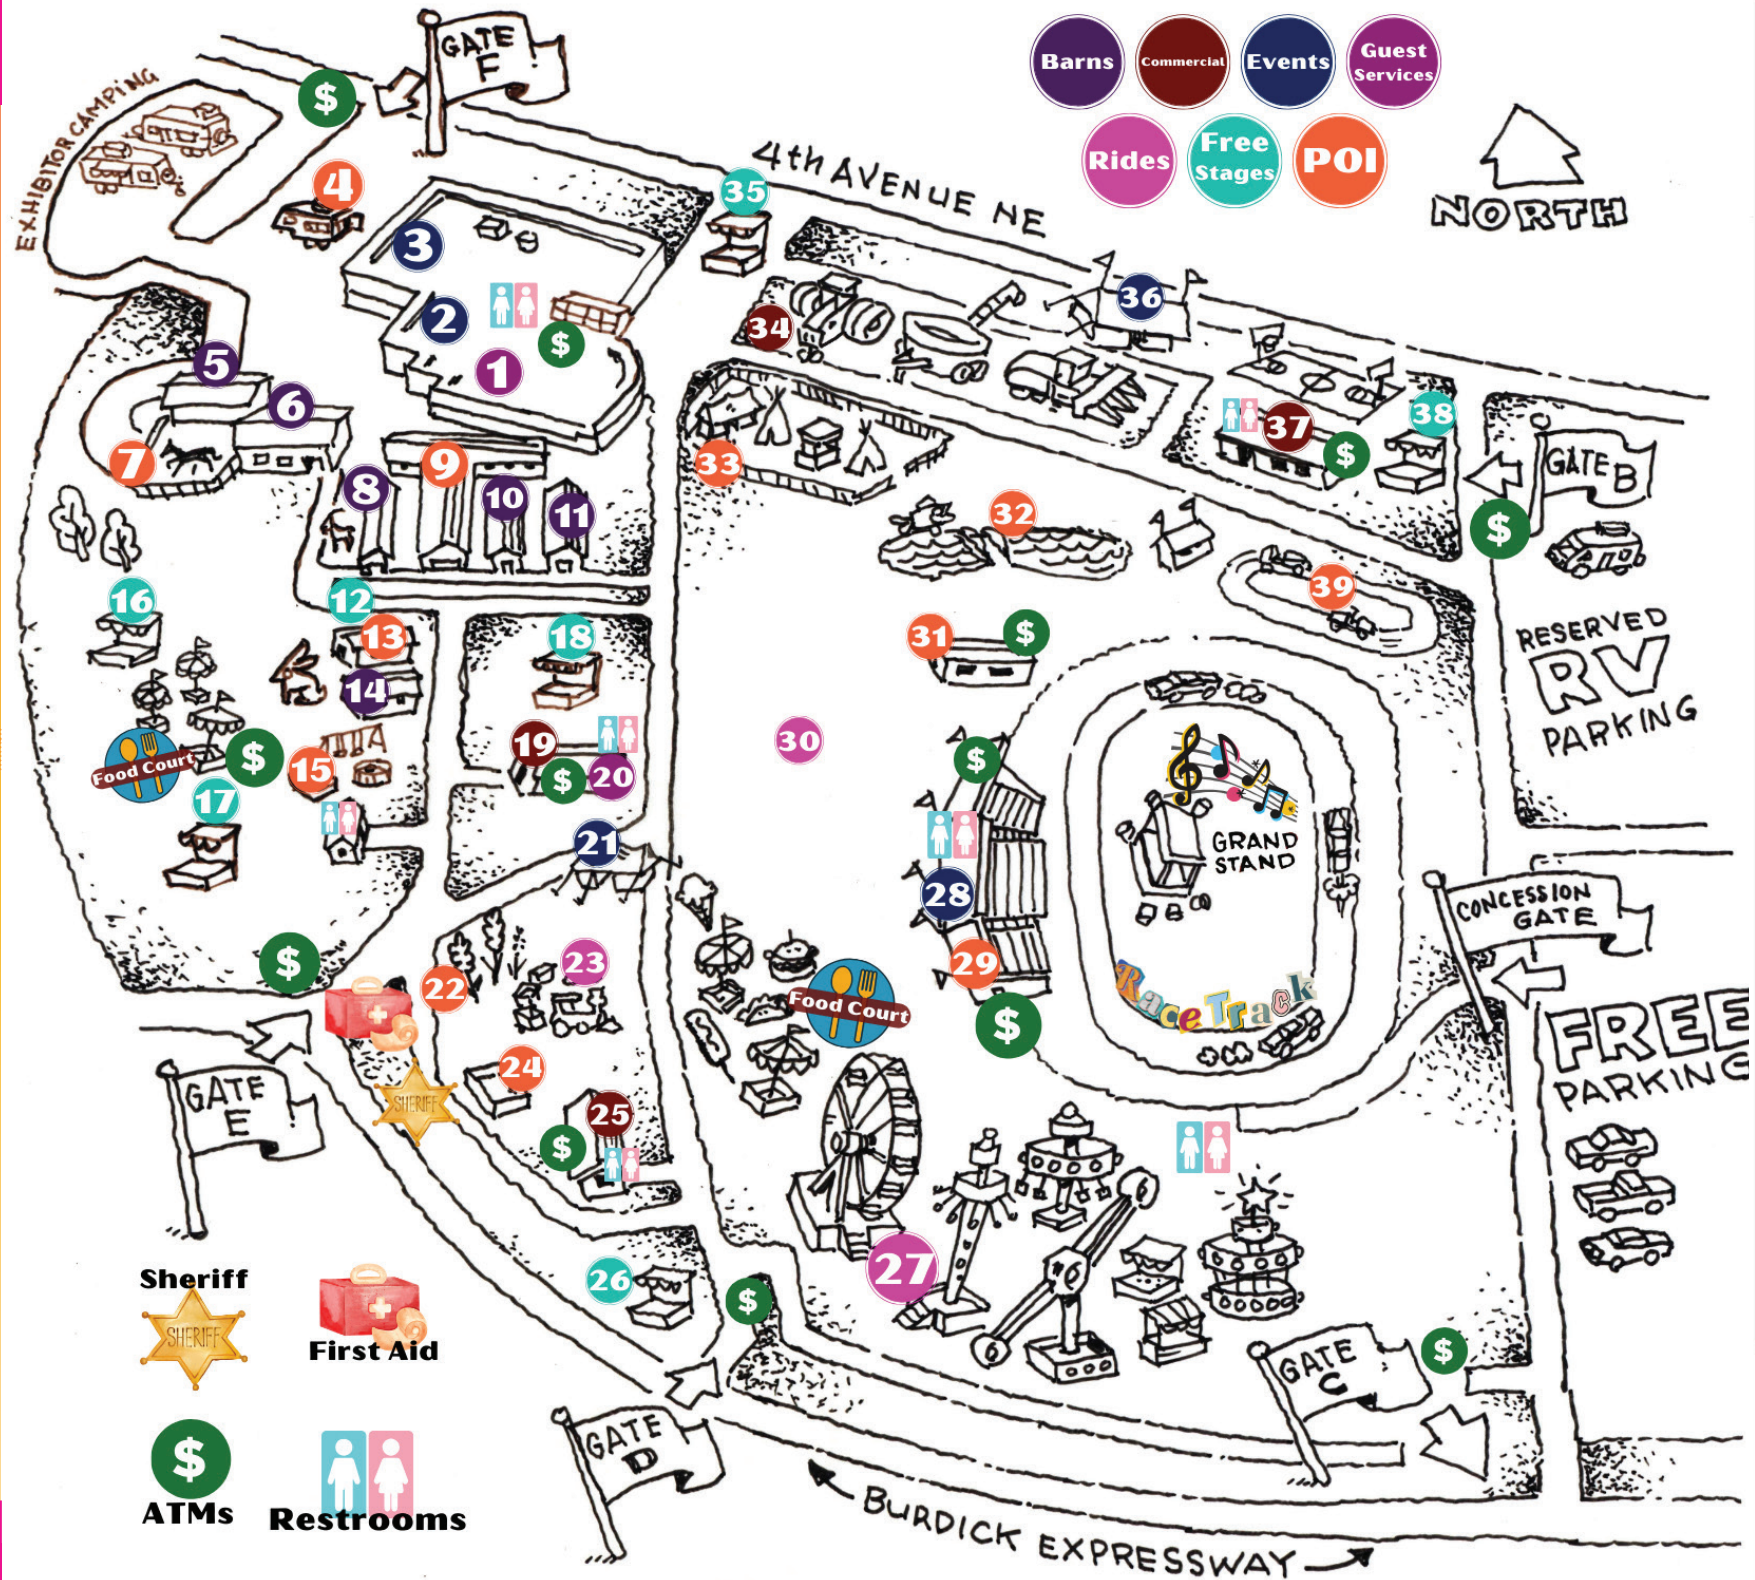 GATE
F
EXHIBITOR CAMPING
$
Barns
Commercial
Events
Guest
Services
Rides
Free
Stages
POI
4th AVENUE NE
NORTH
4
35
3
2
$
1
36
34
5
6
37
38
$
GATE B
$
7
9
33
8
10
11
32
39
16
12
13
18
31
$
RESERVED
RV
PARKING
14
19
$
20
30
$
Food Court
$
15
17
21
GRAND
STAND
28
CONCESSION
GATE
$
22
23
29
Food Court
$
Race Track
FREE
PARKING
GATE
E
SHERIFF
24
25
$
26
27
$
Sheriff
SHERIFF
First Aid
6
6
6
GATE
C
$
GATE
D
$
ATMs
Restrooms
BURDICK EXPRESSWAY